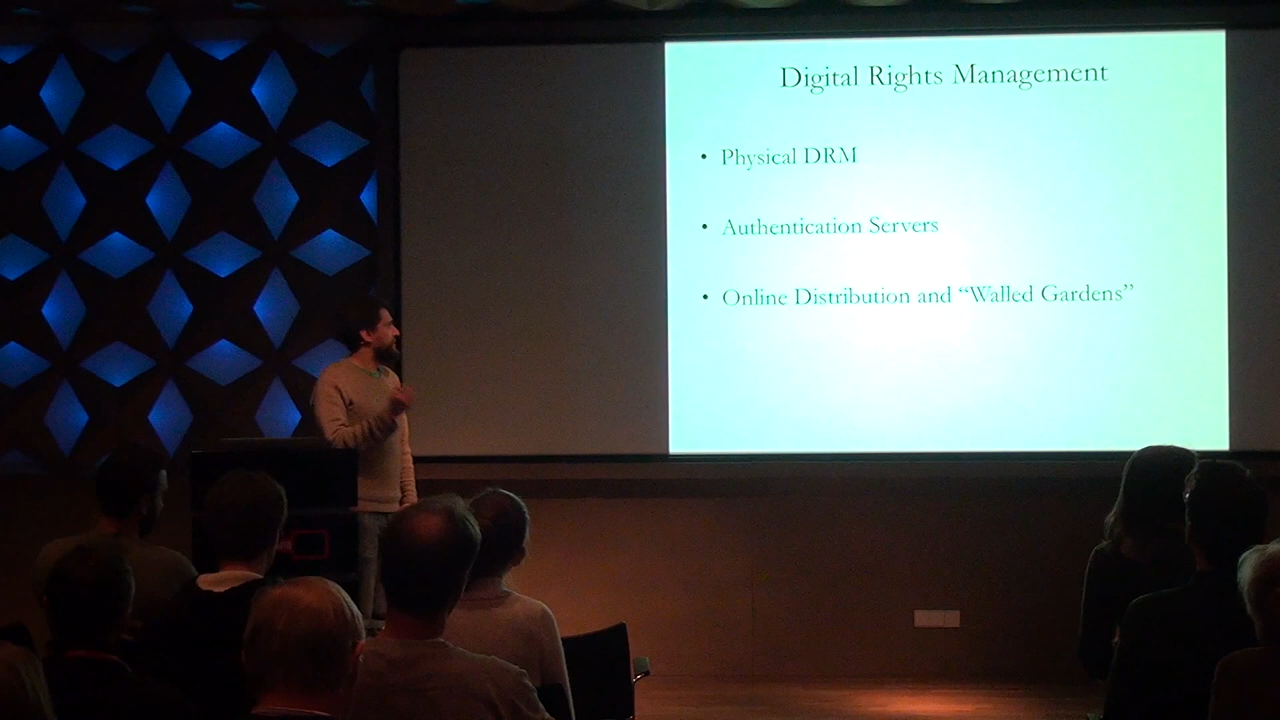 Digital Rights Management
• Physical DRM
• Authentication Servers
• Online Distribution and “Walled Gardens”